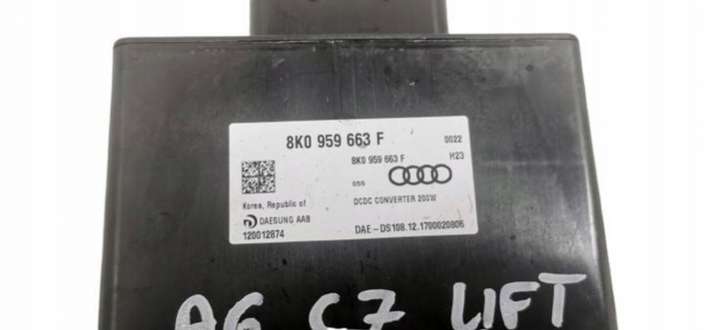 8K0 959 663 F
0022
8K0 959 663 F
H23
DCDC CONVERTER 200W
Korea, Republic of
DAESUNG AAB
120012874
DAE-DS108.12.1700020806
A6 C7 LIFT